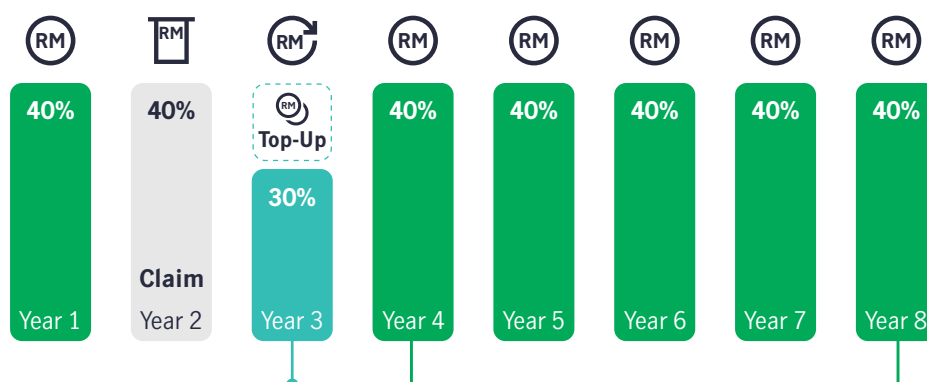 RM RM RM RM RM RM RM RM
40% 40% RM 40% 40% 40% 40% 40%
Top-Up
30%
Claim
Year 1 Year 2 Year 3 Year 4 Year 5 Year 6 Year 7 Year 8